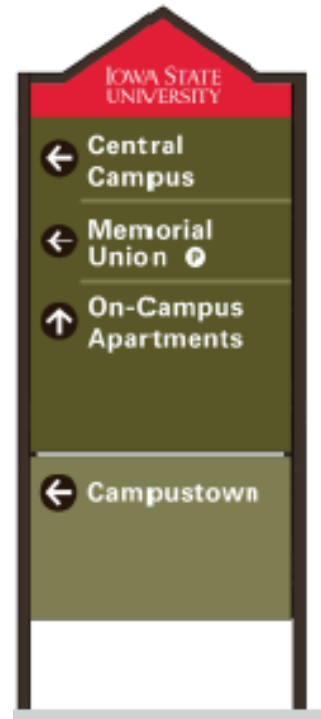 IOWA STATE
UNIVERSITY
← Central
Campus
← Memorial
Union P
↑ On-Campus
Apartments
← Campustown